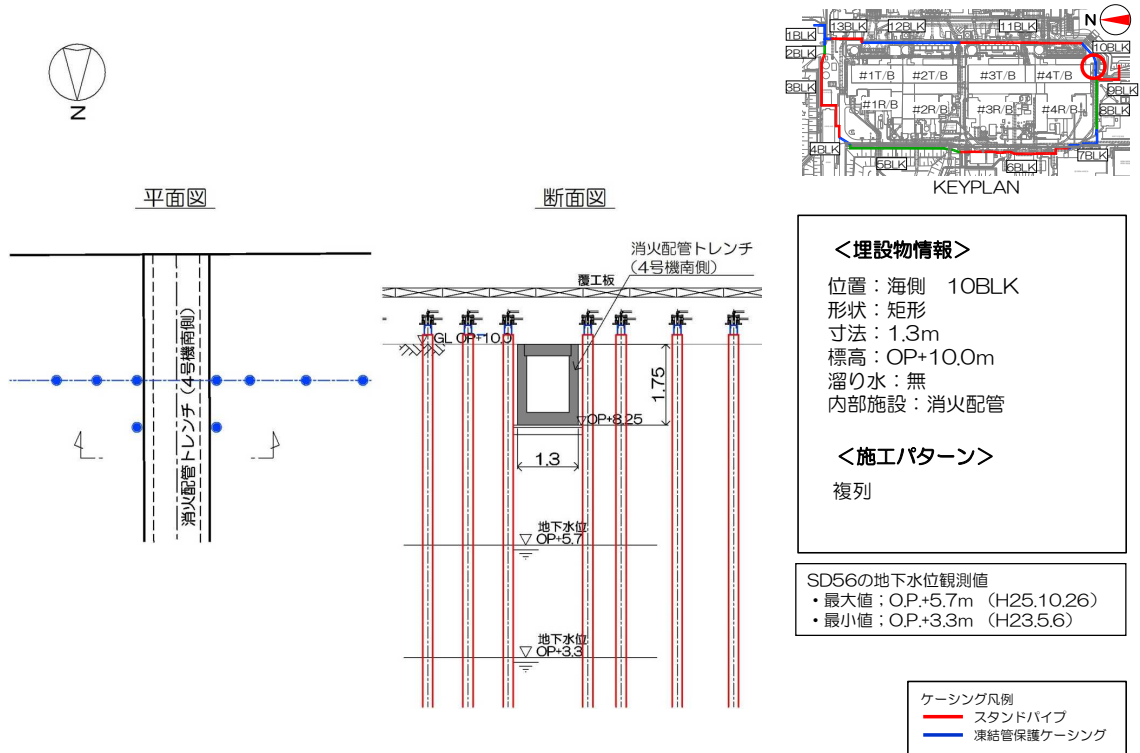 N
平面図
消火配管トレンチ(4号機南側)
断面図
消火配管トレンチ
(4号機南側)
覆工板
GL OP+10.0
1.75
OP+8.25
1.3
地下水位
OP+5.7
地下水位
OP+3.3
N
13BLK
12BLK
11BLK
1BLK
2BLK
10BLK
#1T/B
#2T/B
#3T/B
#4T/B
3BLK
9BLK
#1R/B
#2R/B
#3R/B
#4R/B
8BLK
4BLK
5BLK
6BLK
7BLK
KEYPLAN
<埋設物情報>
位置:海側 10BLK
形状:矩形
寸法:1.3m
標高:OP+10.0m
溜り水:無
内部施設:消火配管
<施工パターン>
複列
SD56の地下水位観測値
・最大値;O.P.+5.7m (H25.10.26)
・最小値;O.P.+3.3m (H23.5.6)
ケーシング凡例
スタンドパイプ
凍結管保護ケーシング